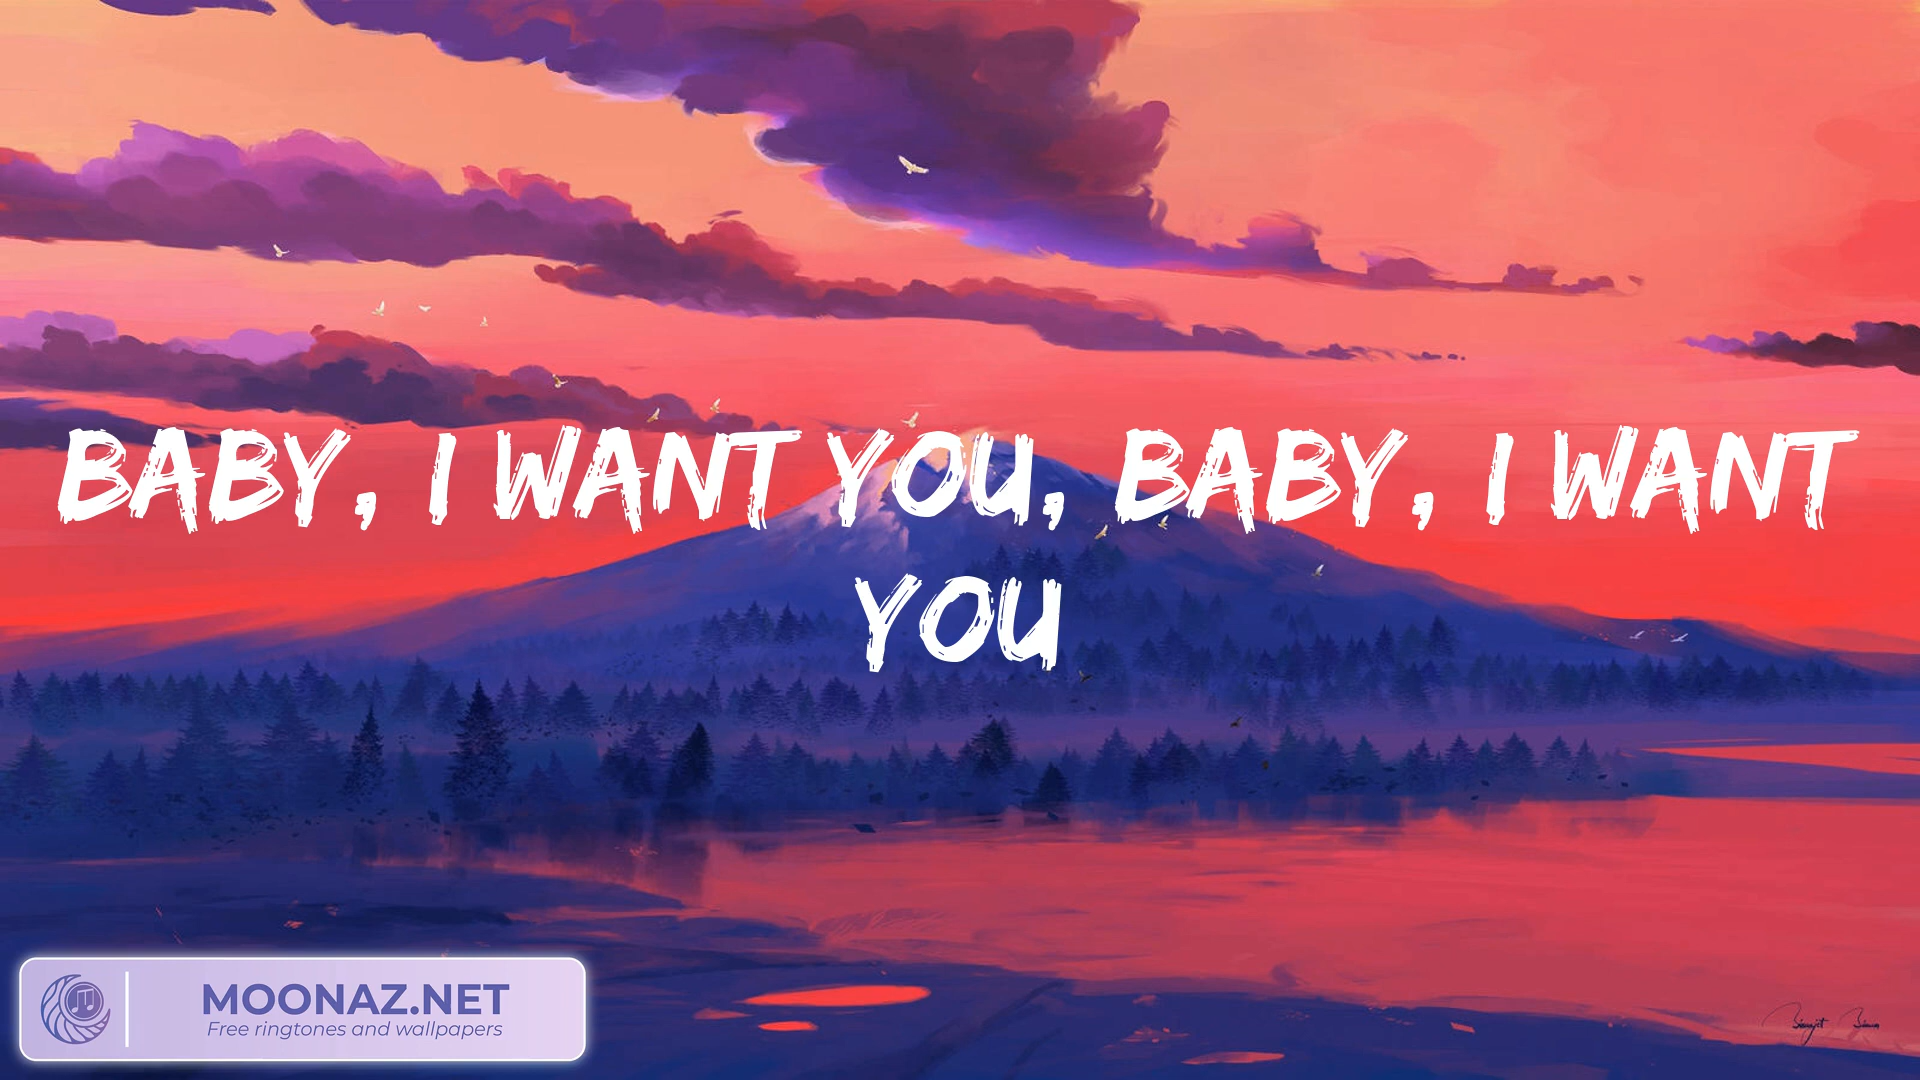 BABY, I WANT YOU, BABY, I WANT
YOU
MOONAZ.NET
Free ringtones and wallpapers